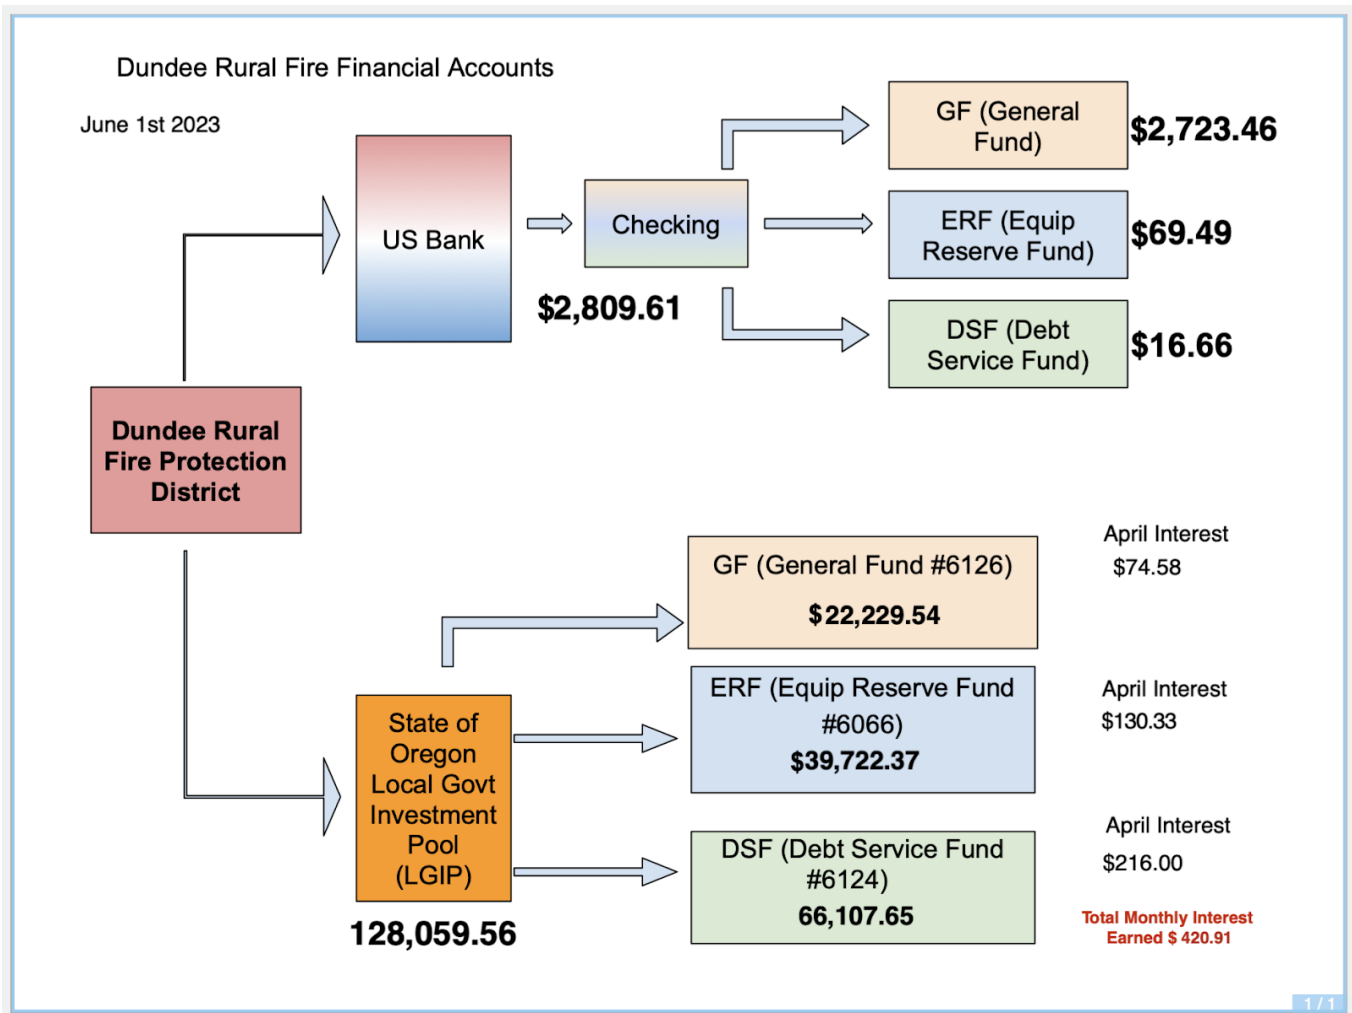 Dundee Rural Fire Financial Accounts
June 1st 2023
US Bank
Checking
$2,809.61
GF (General
Fund)
$2,723.46
ERF (Equip
Reserve Fund)
$69.49
DSF (Debt
Service Fund)
$16.66
Dundee Rural
Fire Protection
District
State of
Oregon
Local Govt
Investment
Pool
(LGIP)
128,059.56
GF (General Fund #6126)
$22,229.54
April Interest
$74.58
ERF (Equip Reserve Fund
#6066)
$39,722.37
April Interest
$130.33
DSF (Debt Service Fund
#6124)
66,107.65
April Interest
$216.00
Total Monthly Interest
Earned $ 420.91
1 / 1